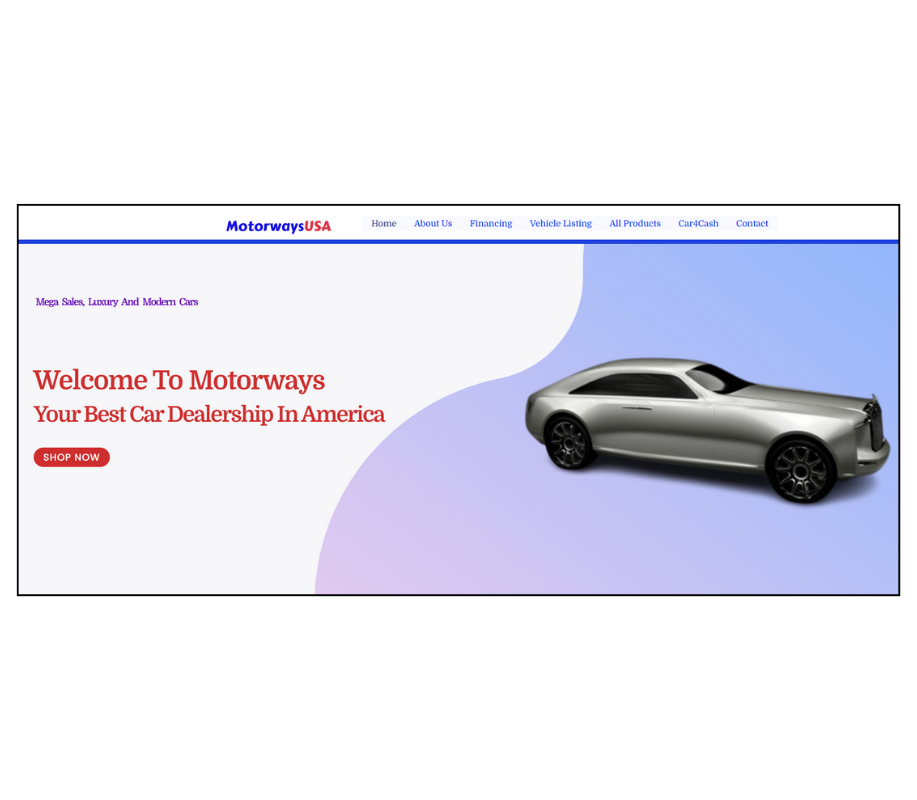 MotorwaysUSA Home About Us Financing Vehicle Listing All Products Car4Cash Contact
Mega Sales, Luxury And Modern Cars
Welcome To Motorways
Your Best Car Dealership In America
SHOP NOW